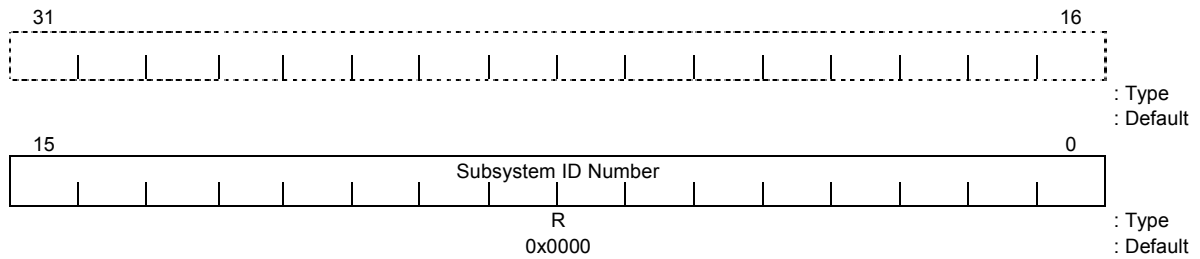 31 16
: Type
: Default
15 0
Subsystem ID Number
R : Type
0x0000 : Default